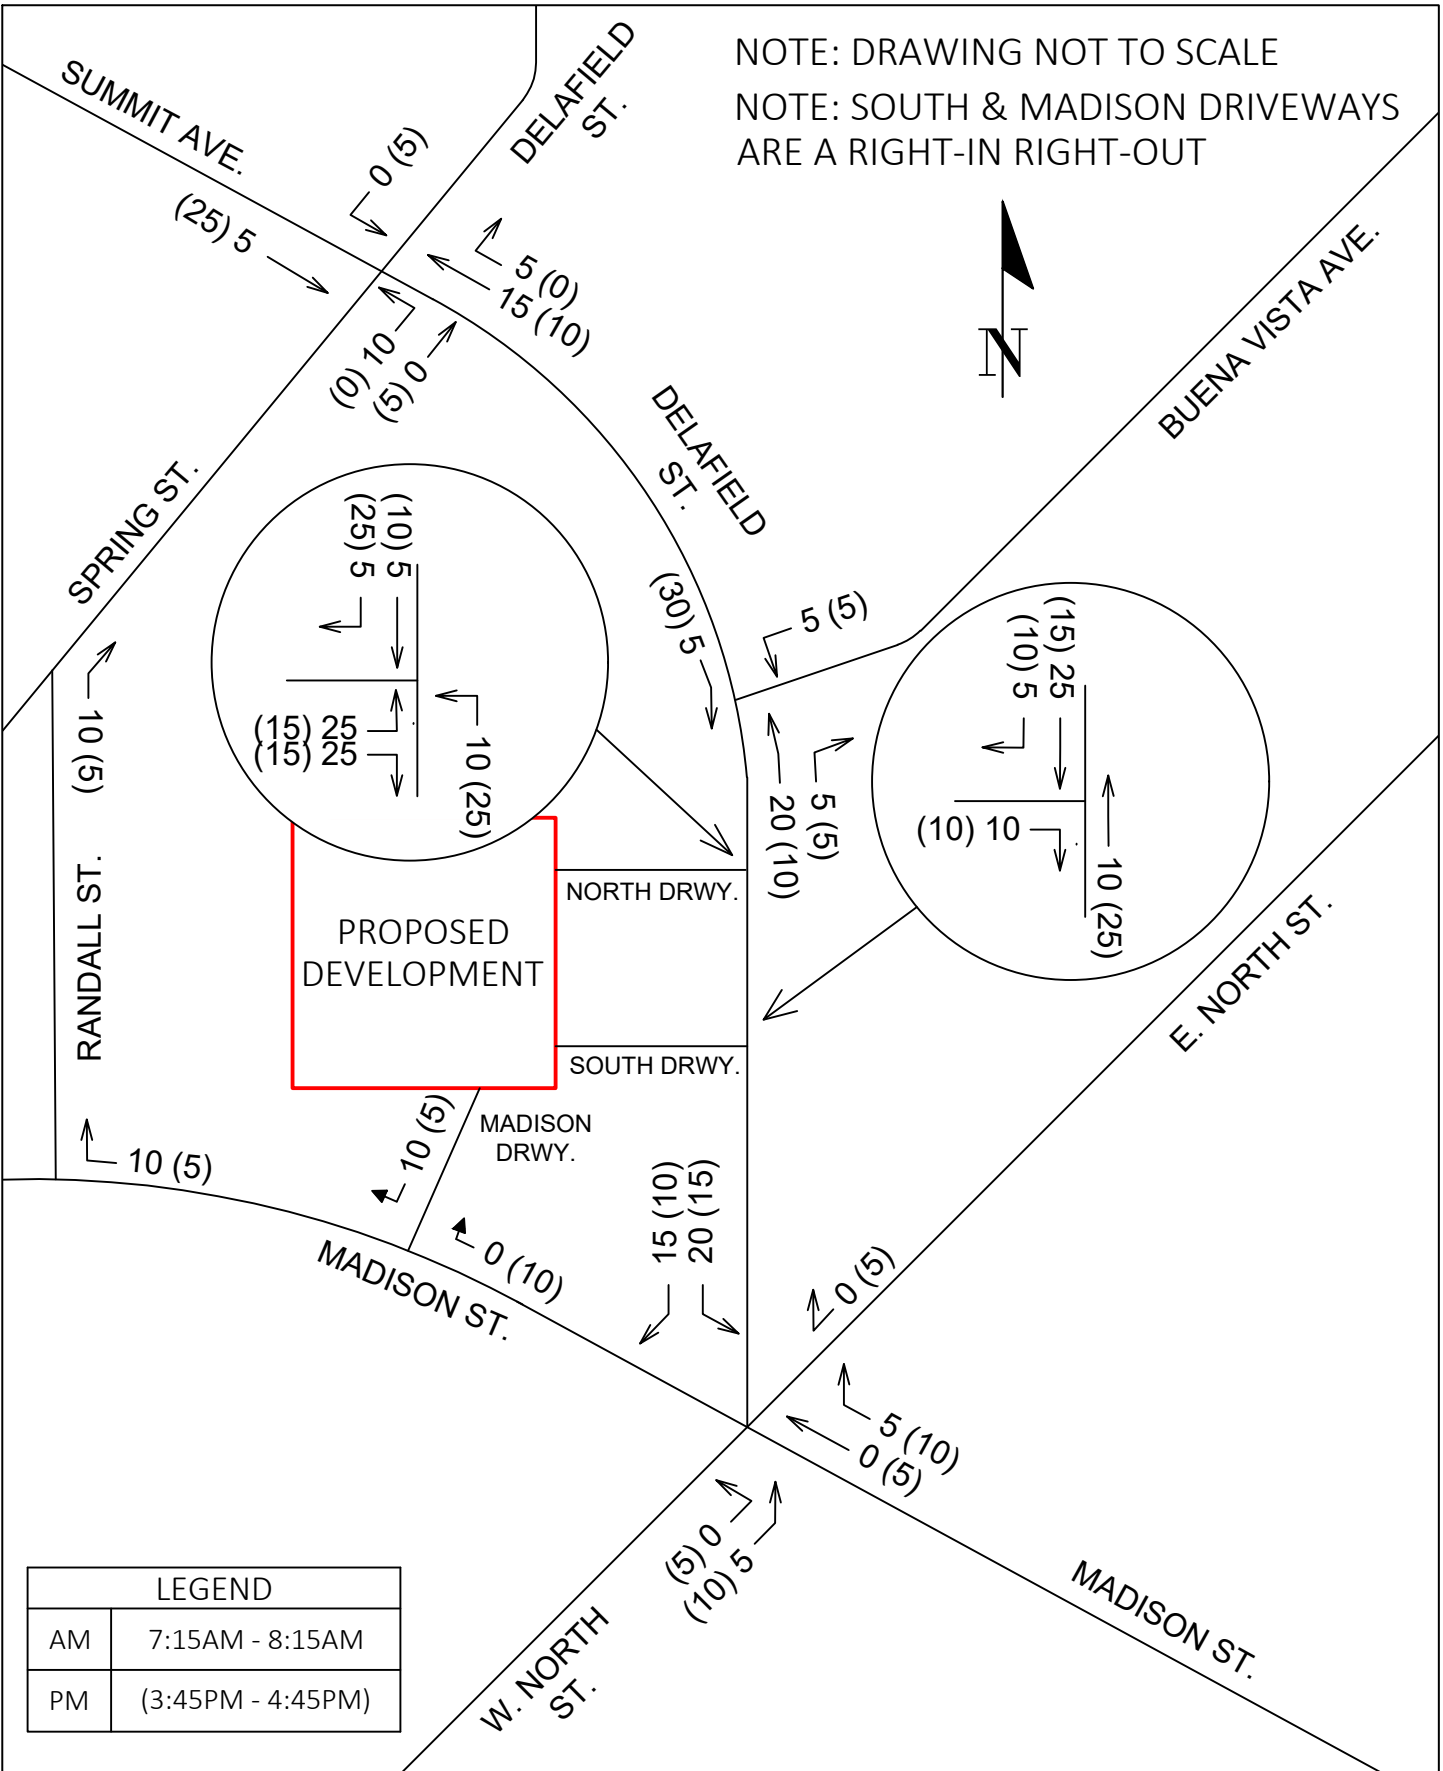 NOTE: DRAWING NOT TO SCALE
NOTE: SOUTH & MADISON DRIVEWAYS
ARE A RIGHT-IN RIGHT-OUT
SUMMIT AVE.
DELAFIELD
ST.
0 (5)
(25) 5
5 (0)
15 (10)
(0) 10
(5) 0
N
BUENA VISTA AVE.
DELAFIELD
ST.
SPRING ST.
(10) 5
(25) 5
(15) 25
(15) 25
10 (25)
(30) 5
5 (5)
(15) 25
(10) 5
(10) 10
10 (25)
10 (5)
5 (5)
20 (10)
RANDALL ST.
NORTH DRWY.
PROPOSED
DEVELOPMENT
E. NORTH ST.
SOUTH DRWY.
MADISON
DRWY.
10 (5)
10 (5)
0 (10)
15 (10)
20 (15)
MADISON ST.
0 (5)
5 (10)
0 (5)
(5) 0
(10) 5
W. NORTH
ST.
MADISON ST.
LEGEND
AM 7:15AM - 8:15AM
PM (3:45PM - 4:45PM)